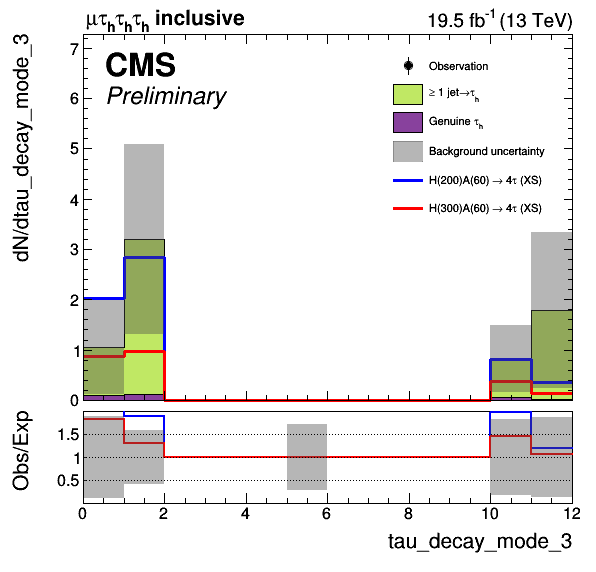 μτhτhτh inclusive
19.5 fb-1 (13 TeV)
CMS
Preliminary
Observation
≥ 1 jet→τh
Genuine τh
Background uncertainty
H(200)A(60) → 4τ (XS)
H(300)A(60) → 4τ (XS)
dN/dtau_decay_mode_3
7
6
5
4
3
2
1
0
Obs/Exp
1.5
1
0.5
0 2 4 6 8 10 12
tau_decay_mode_3